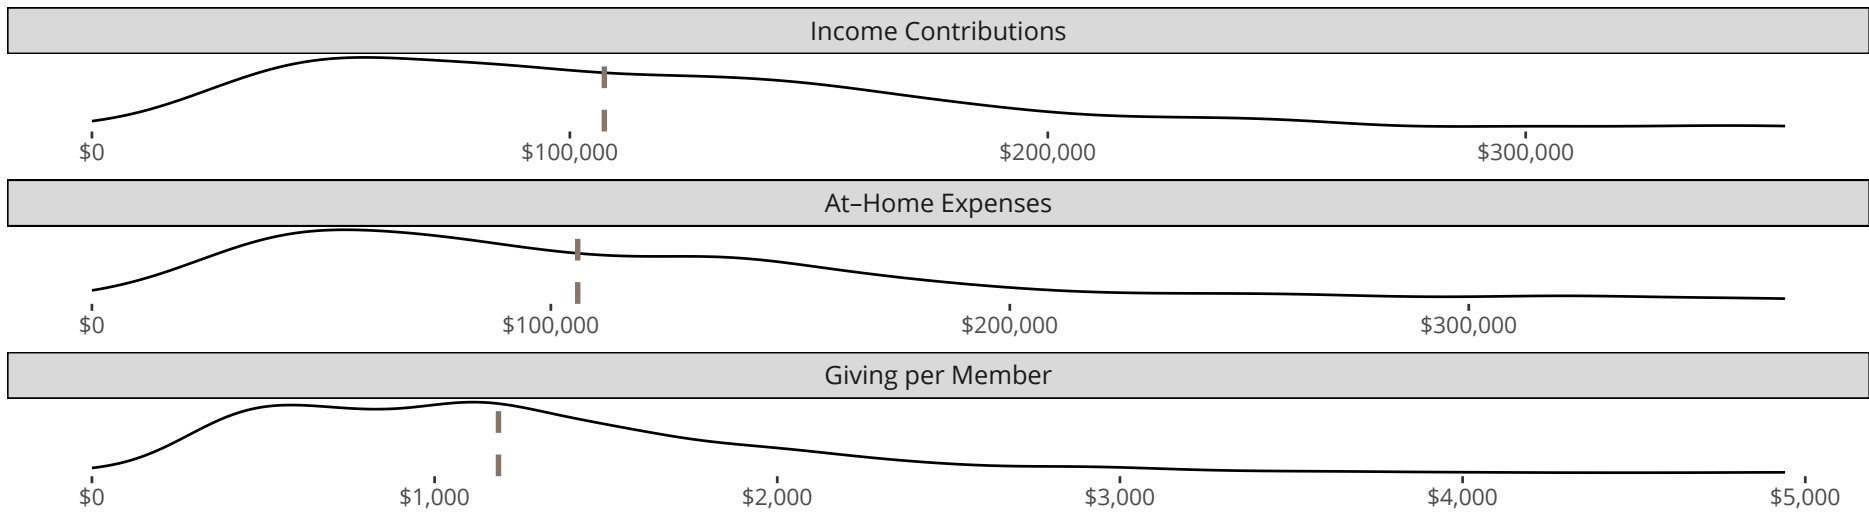 Income Contributions
$0 $100,000 $200,000 $300,000
At–Home Expenses
$0 $100,000 $200,000 $300,000
Giving per Member
$0 $1,000 $2,000 $3,000 $4,000 $5,000